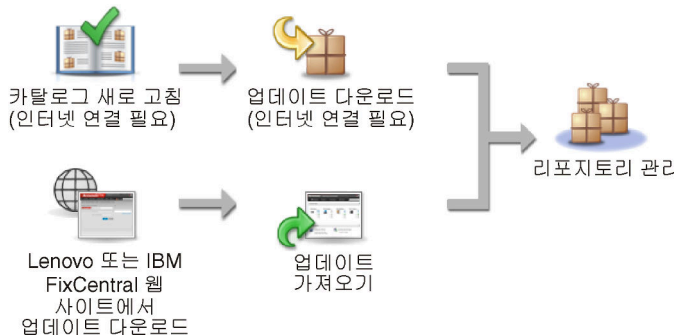 카탈로그 새로 고침
(인터넷 연결 필요)
업데이트 다운로드
(인터넷 연결 필요)
리포지토리 관리
Lenovo 또는 IBM
FixCentral 웹
사이트에서
업데이트 다운로드
업데이트
가져오기